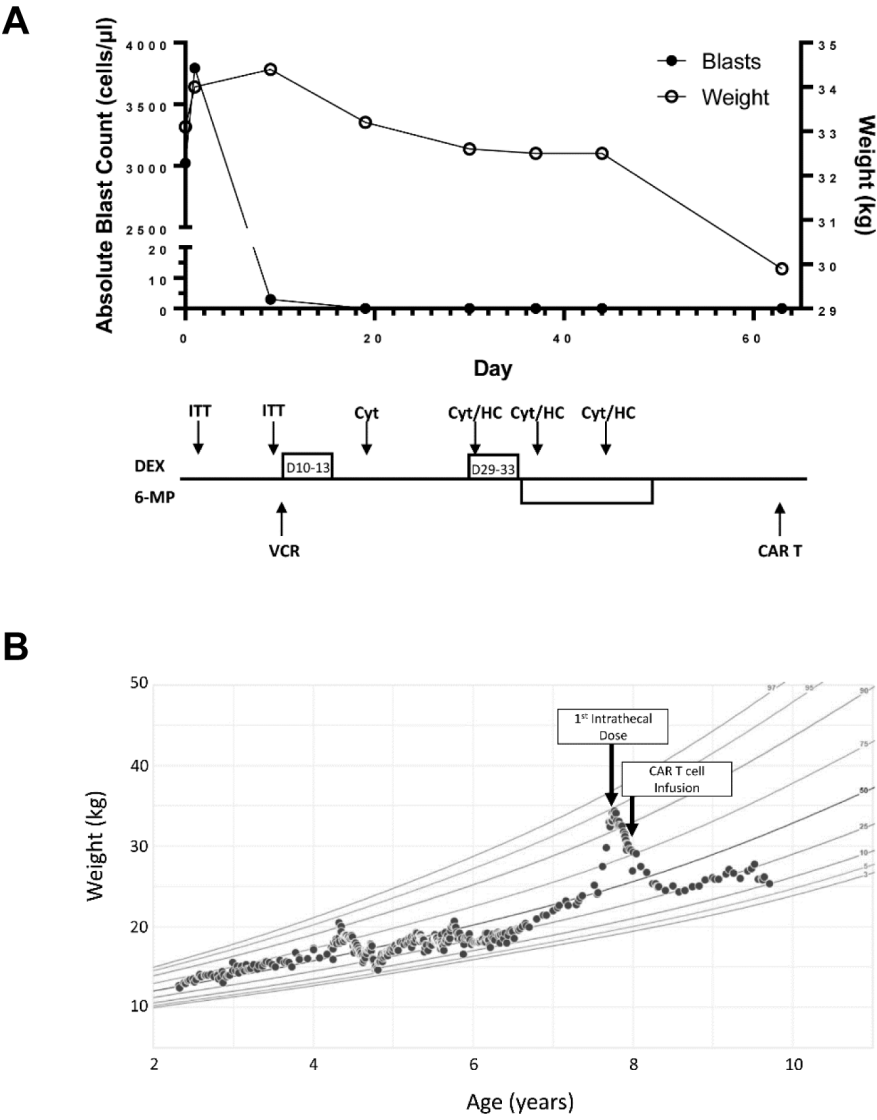 A
Absolute Blast Count (cells/µl)
4000
3500
3000
2500
20
10
0
35
34
33
32
31
30
29
Weight (kg)
Blasts
Weight
0 20 40 60
Day
ITT ITT Cyt Cyt/HC Cyt/HC Cyt/HC
DEX D10-13 D29-33
6-MP
VCR CAR T
B
Weight (kg)
50
40
30
20
10
97 95 90
75
50
25
10
5
3
1st Intrathecal
Dose
CAR T cell
Infusion
2 4 6 8 10
Age (years)